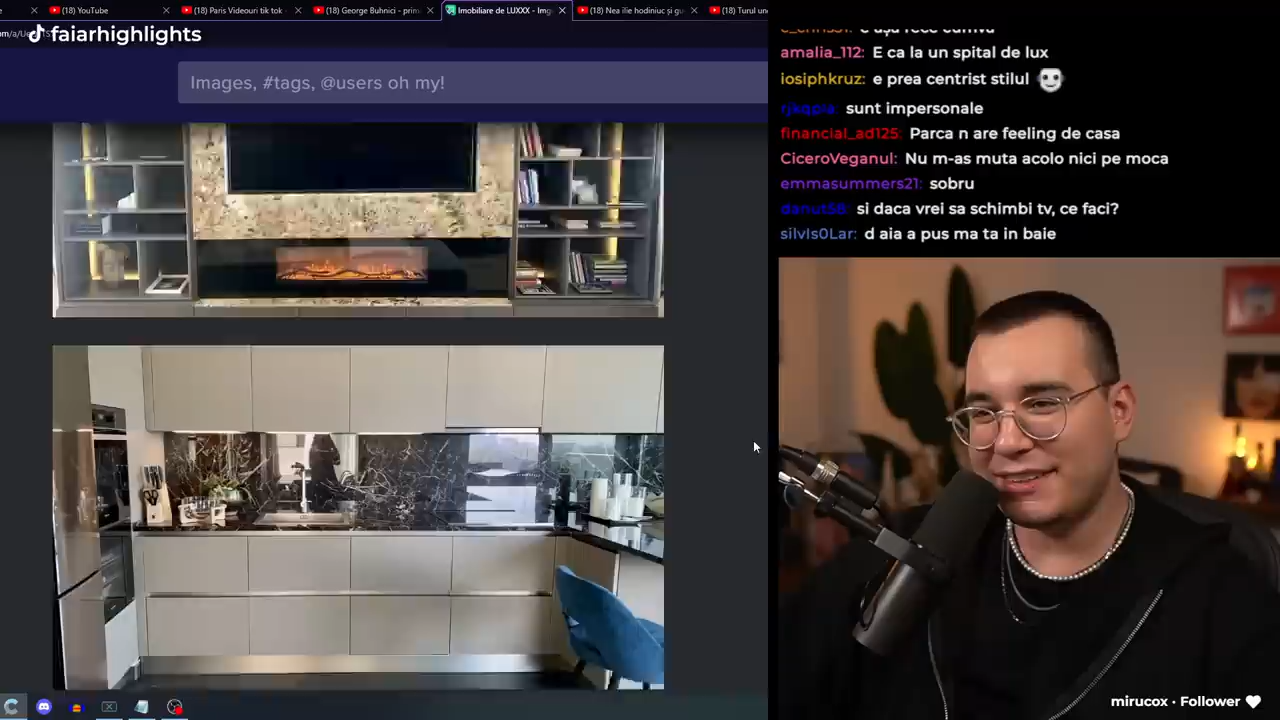 (18) YouTube
(18) Paris Videouri tik tok
(18) George Buhnici - prim
Imobiliare de LUXXX - Img
(18) Nea ilie hodiniuc și gu
(18) Turul un
faiarhighlights
Images, #tags, @users oh my!
amalia_112: E ca la un spital de lux
iosiphkruz: e prea centrist stilul
rjkqpla: sunt impersonale
financial_ad125: Parca n are feeling de casa
CiceroVeganul: Nu m-as muta acolo nici pe moca
emmasummers21: sobru
danut58: si daca vrei sa schimbi tv, ce faci?
silvIs0Lar: d aia a pus ma ta in baie
mirucox · Follower